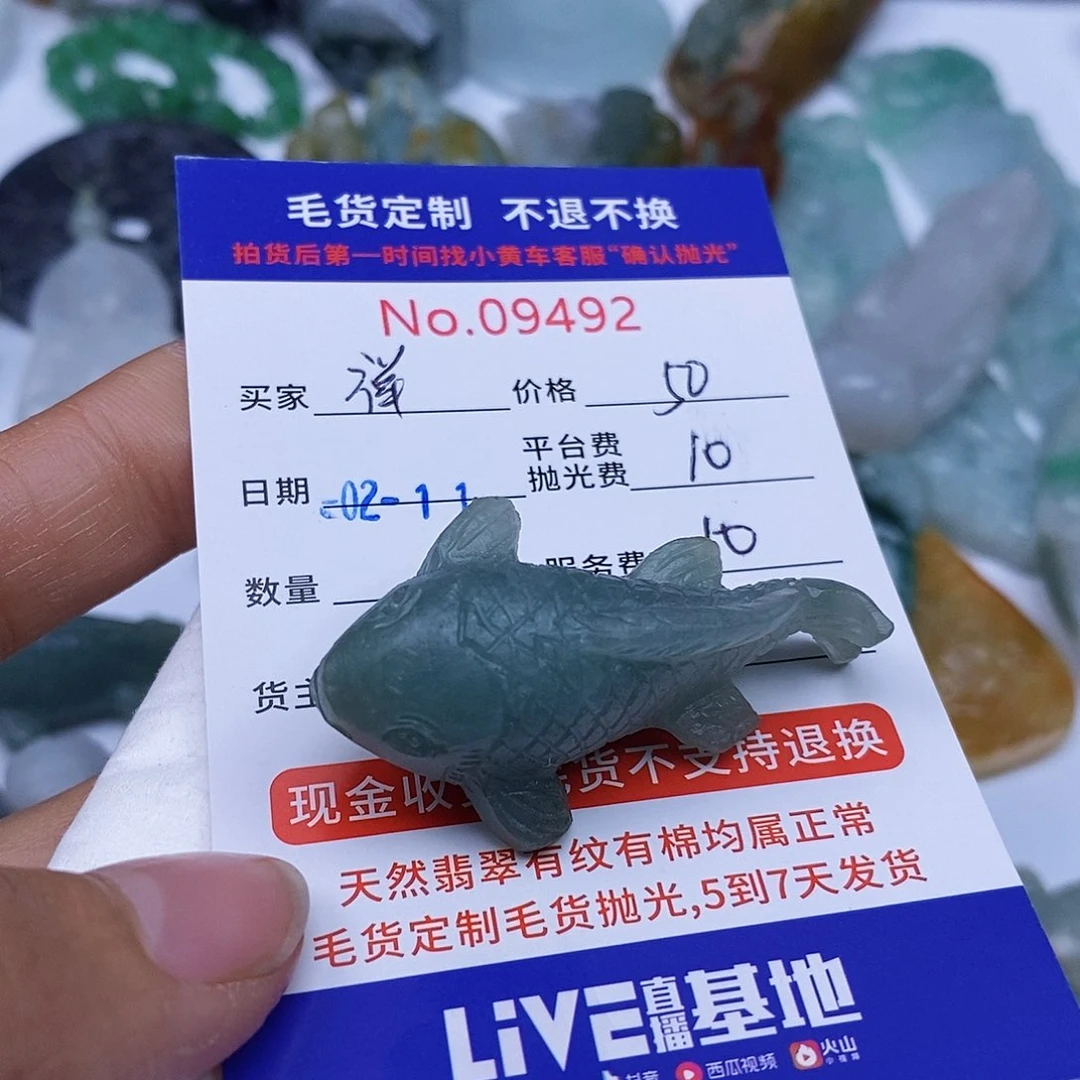 毛货定制 不退不换
拍货后第一时间找小黄车客服“确认抛光”
No.09492
买家 祥 价格 50
平台费
抛光费 10
日期 -02-11
服务费 10
数量
货主
现金收 货不支持退换
天然翡翠有纹有棉均属正常
毛货定制毛货抛光,5到7天发货
LiVE直播基地
抖音 西瓜视频 火山小视频